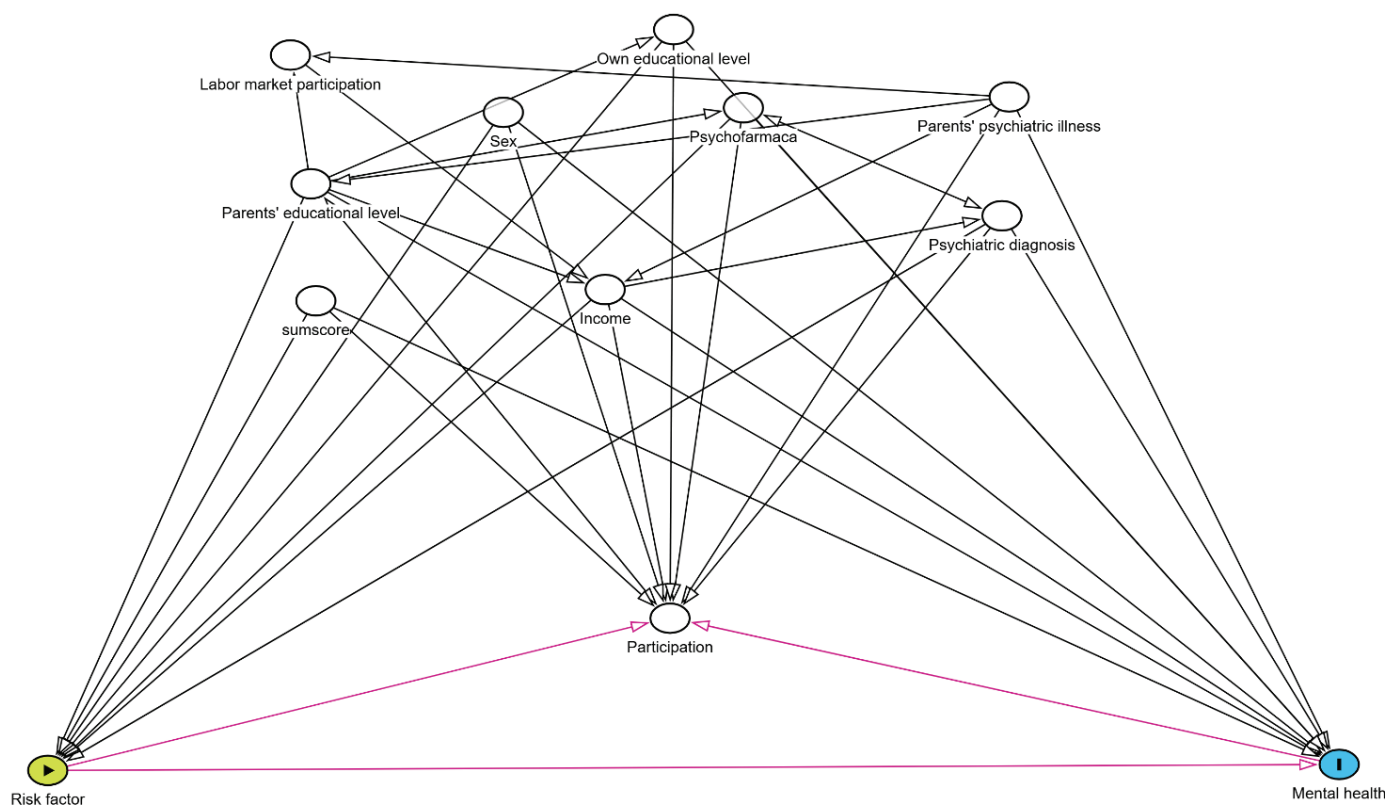 Own educational level
Labor market participation
Parents' psychiatric illness
Psychofarmaca
Sex
Parents' educational level
Psychiatric diagnosis
Income
sumscore
Participation
Risk factor
Mental health